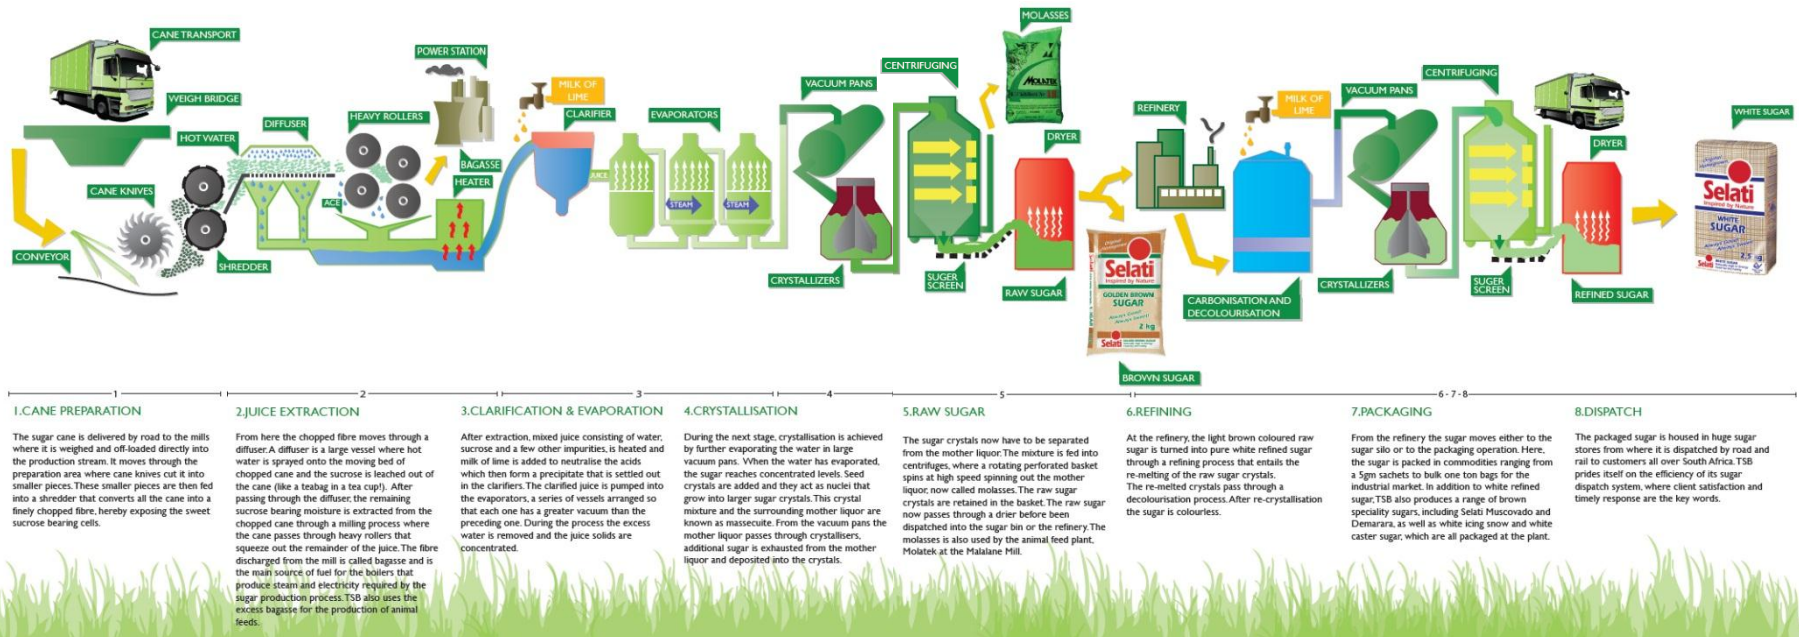 CANE TRANSPORT
WEIGH BRIDGE
HOT WATER
DIFFUSER
HEAVY ROLLERS
POWER STATION
BAGASSE
HEATER
CANE KNIVES
ACE
CONVEYOR
SHREDDER
MILK OF
LIME
CLARIFIER
JUICE
EVAPORATORS
STEAM
STEAM
VACUUM PANS
CRYSTALLIZERS
CENTRIFUGING
MOLASSES
MOLATEK
DRYER
SUGER
SCREEN
RAW SUGAR
REFINERY
Selati
Inspired by Nature
GOLDEN BROWN
SUGAR
2 kg
Selati
BROWN SUGAR
MILK OF
LIME
CARBONISATION AND
DECOLOURISATION
VACUUM PANS
CRYSTALLIZERS
CENTRIFUGING
SUGER
SCREEN
DRYER
REFINED SUGAR
WHITE SUGAR
Selati
Inspired by Nature
WHITE
SUGAR
2.5
Selati
1
2
3
4
5
6-7-8
1.CANE PREPARATION
The sugar cane is delivered by road to the mills
where it is weighed and off-loaded directly into
the production stream. It moves through the
preparation area where cane knives cut it into
smaller pieces.These smaller pieces are then fed
into a shredder that converts all the cane into a
finely chopped fibre, hereby exposing the sweet
sucrose bearing cells.
2.JUICE EXTRACTION
From here the chopped fibre moves through a
diffuser. A diffuser is a large vessel where hot
water is sprayed onto the moving bed of
chopped cane and the sucrose is leached out of
the cane (like a teabag in a tea cup!). After
passing through the diffuser, the remaining
sucrose bearing moisture is extracted from the
chopped cane through a milling process where
the cane passes through heavy rollers that
squeeze out the remainder of the juice.The fibre
discharged from the mill is called bagasse and is
the main source of fuel for the boilers that
produce steam and electricity required by the
sugar production process.TSB also uses the
excess bagasse for the production of animal
feeds.
3.CLARIFICATION & EVAPORATION
After extraction, mixed juice consisting of water,
sucrose and a few other impurities, is heated and
milk of lime is added to neutralise the acids
which then form a precipitate that is settled out
in the clarifiers. The clarified juice is pumped into
the evaporators, a series of vessels arranged so
that each one has a greater vacuum than the
preceding one. During the process the excess
water is removed and the juice solids are
concentrated.
4.CRYSTALLISATION
During the next stage, crystallisation is achieved
by further evaporating the water in large
vacuum pans. When the water has evaporated,
the sugar reaches concentrated levels. Seed
crystals are added and they act as nuclei that
grow into larger sugar crystals.This crystal
mixture and the surrounding mother liquor are
known as massecuite. From the vacuum pans the
mother liquor passes through crystallisers,
additional sugar is exhausted from the mother
liquor and deposited into the crystals.
5.RAW SUGAR
The sugar crystals now have to be separated
from the mother liquor.The mixture is fed into
centrifuges, where a rotating perforated basket
spins at high speed spinning out the mother
liquor, now called molasses.The raw sugar
crystals are retained in the basket.The raw sugar
now passes through a drier before been
dispatched into the sugar bin or the refinery.The
molasses is also used by the animal feed plant,
Molatek at the Malalane Mill.
6.REFINING
At the refinery, the light brown coloured raw
sugar is turned into pure white refined sugar
through a refining process that entails the
re-melting of the raw sugar crystals.
The re-melted crystals pass through a
decolourisation process. After re-crystallisation
the sugar is colourless.
7.PACKAGING
From the refinery the sugar moves either to the
sugar silo or to the packaging operation. Here,
the sugar is packed in commodities ranging from
a 5gm sachets to bulk one ton bags for the
industrial market. In addition to white refined
sugar,TSB also produces a range of brown
speciality sugars, including Selati Muscovado and
Demarara, as well as white icing snow and white
caster sugar, which are all packaged at the plant.
8.DISPATCH
The packaged sugar is housed in huge sugar
stores from where it is dispatched by road and
rail to customers all over South Africa. TSB
prides itself on the efficiency of its sugar
dispatch system, where client satisfaction and
timely response are the key words.